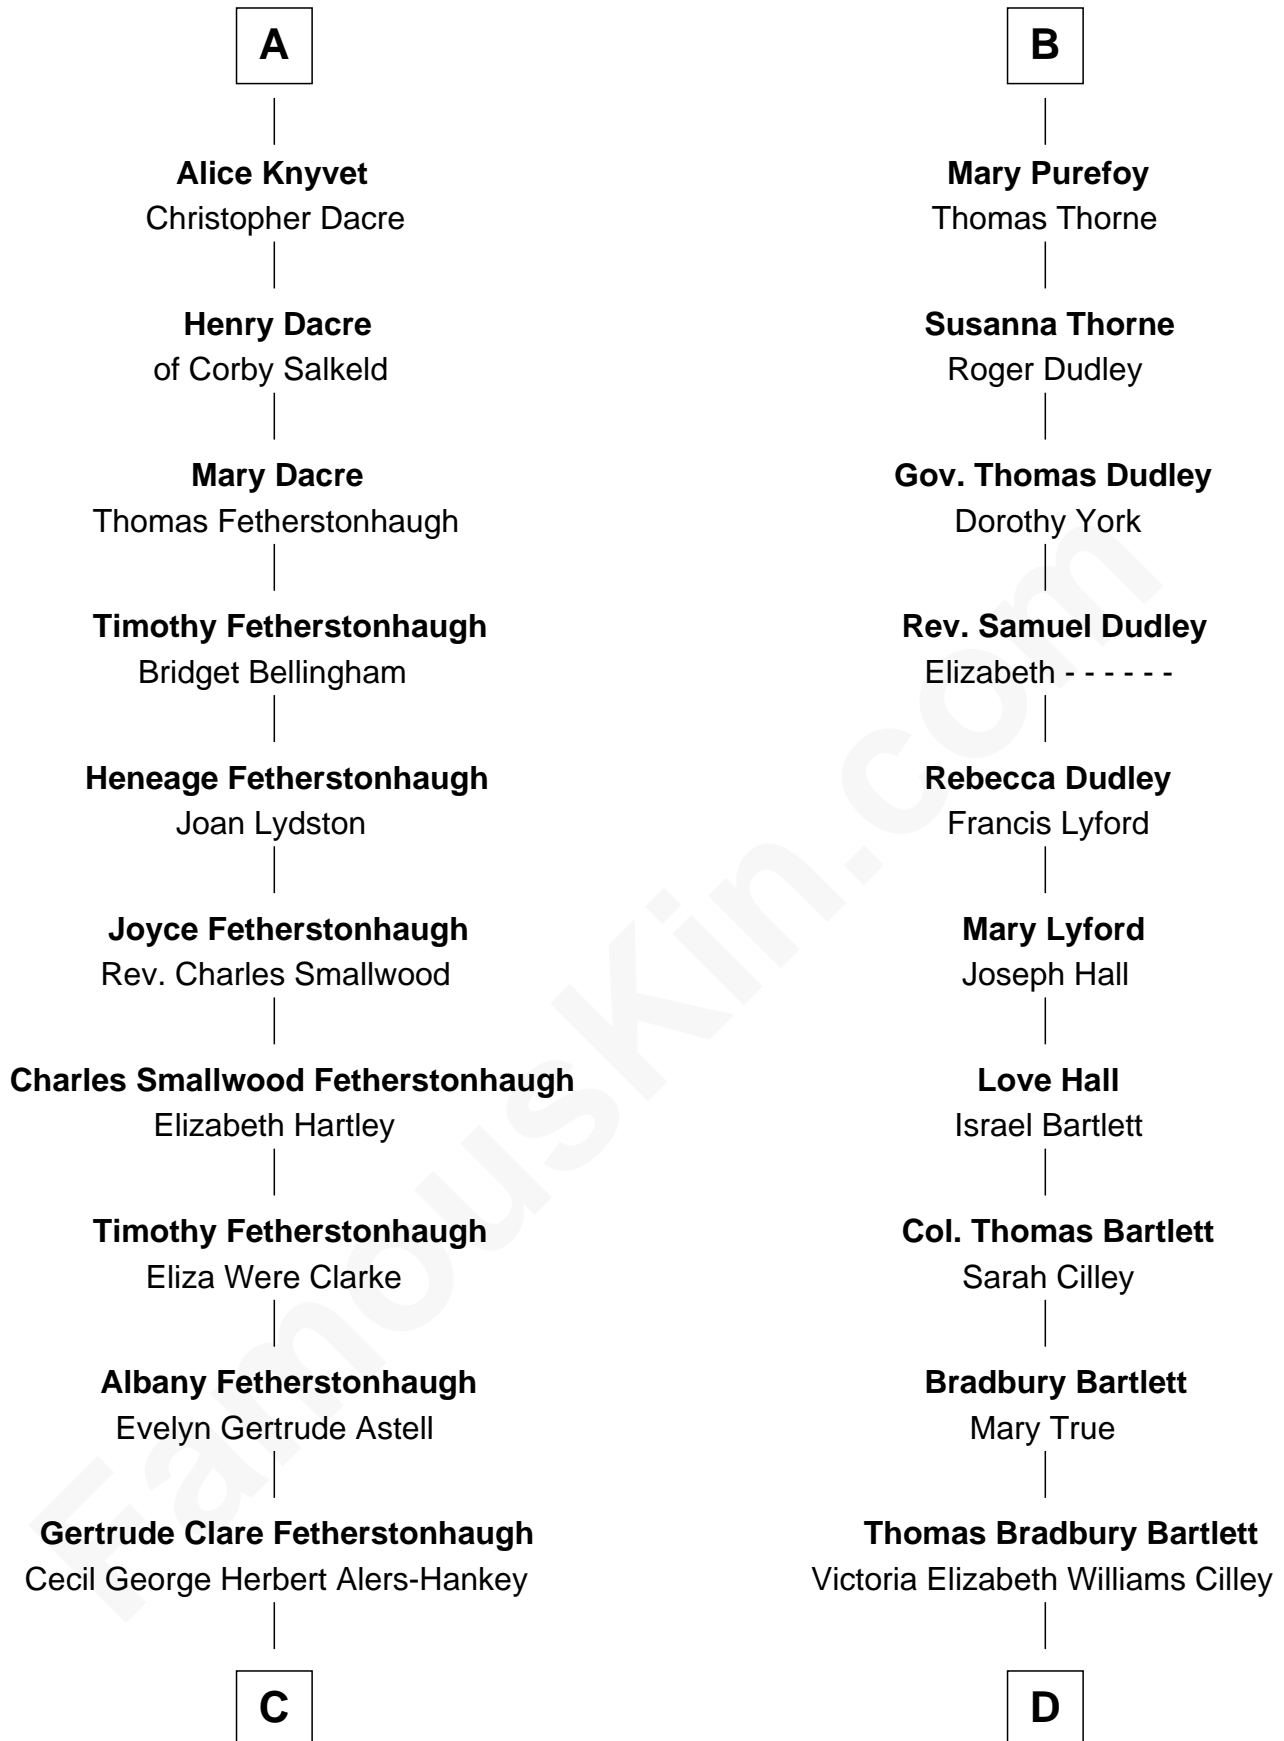 A
Alice Knyvet
Christopher Dacre
Henry Dacre
of Corby Salkeld
Mary Dacre
Thomas Fetherstonhaugh
Timothy Fetherstonhaugh
Bridget Bellingham
Heneage Fetherstonhaugh
Joan Lydston
Joyce Fetherstonhaugh
Rev. Charles Smallwood
Charles Smallwood Fetherstonhaugh
Elizabeth Hartley
Timothy Fetherstonhaugh
Eliza Were Clarke
Albany Fetherstonhaugh
Evelyn Gertrude Astell
Gertrude Clare Fetherstonhaugh
Cecil George Herbert Alers-Hankey
C
B
Mary Purefoy
Thomas Thorne
Susanna Thorne
Roger Dudley
Gov. Thomas Dudley
Dorothy York
Rev. Samuel Dudley
Elizabeth - - - - - -
Rebecca Dudley
Francis Lyford
Mary Lyford
Joseph Hall
Love Hall
Israel Bartlett
Col. Thomas Bartlett
Sarah Cilley
Bradbury Bartlett
Mary True
Thomas Bradbury Bartlett
Victoria Elizabeth Williams Cilley
D
FamousKin.com